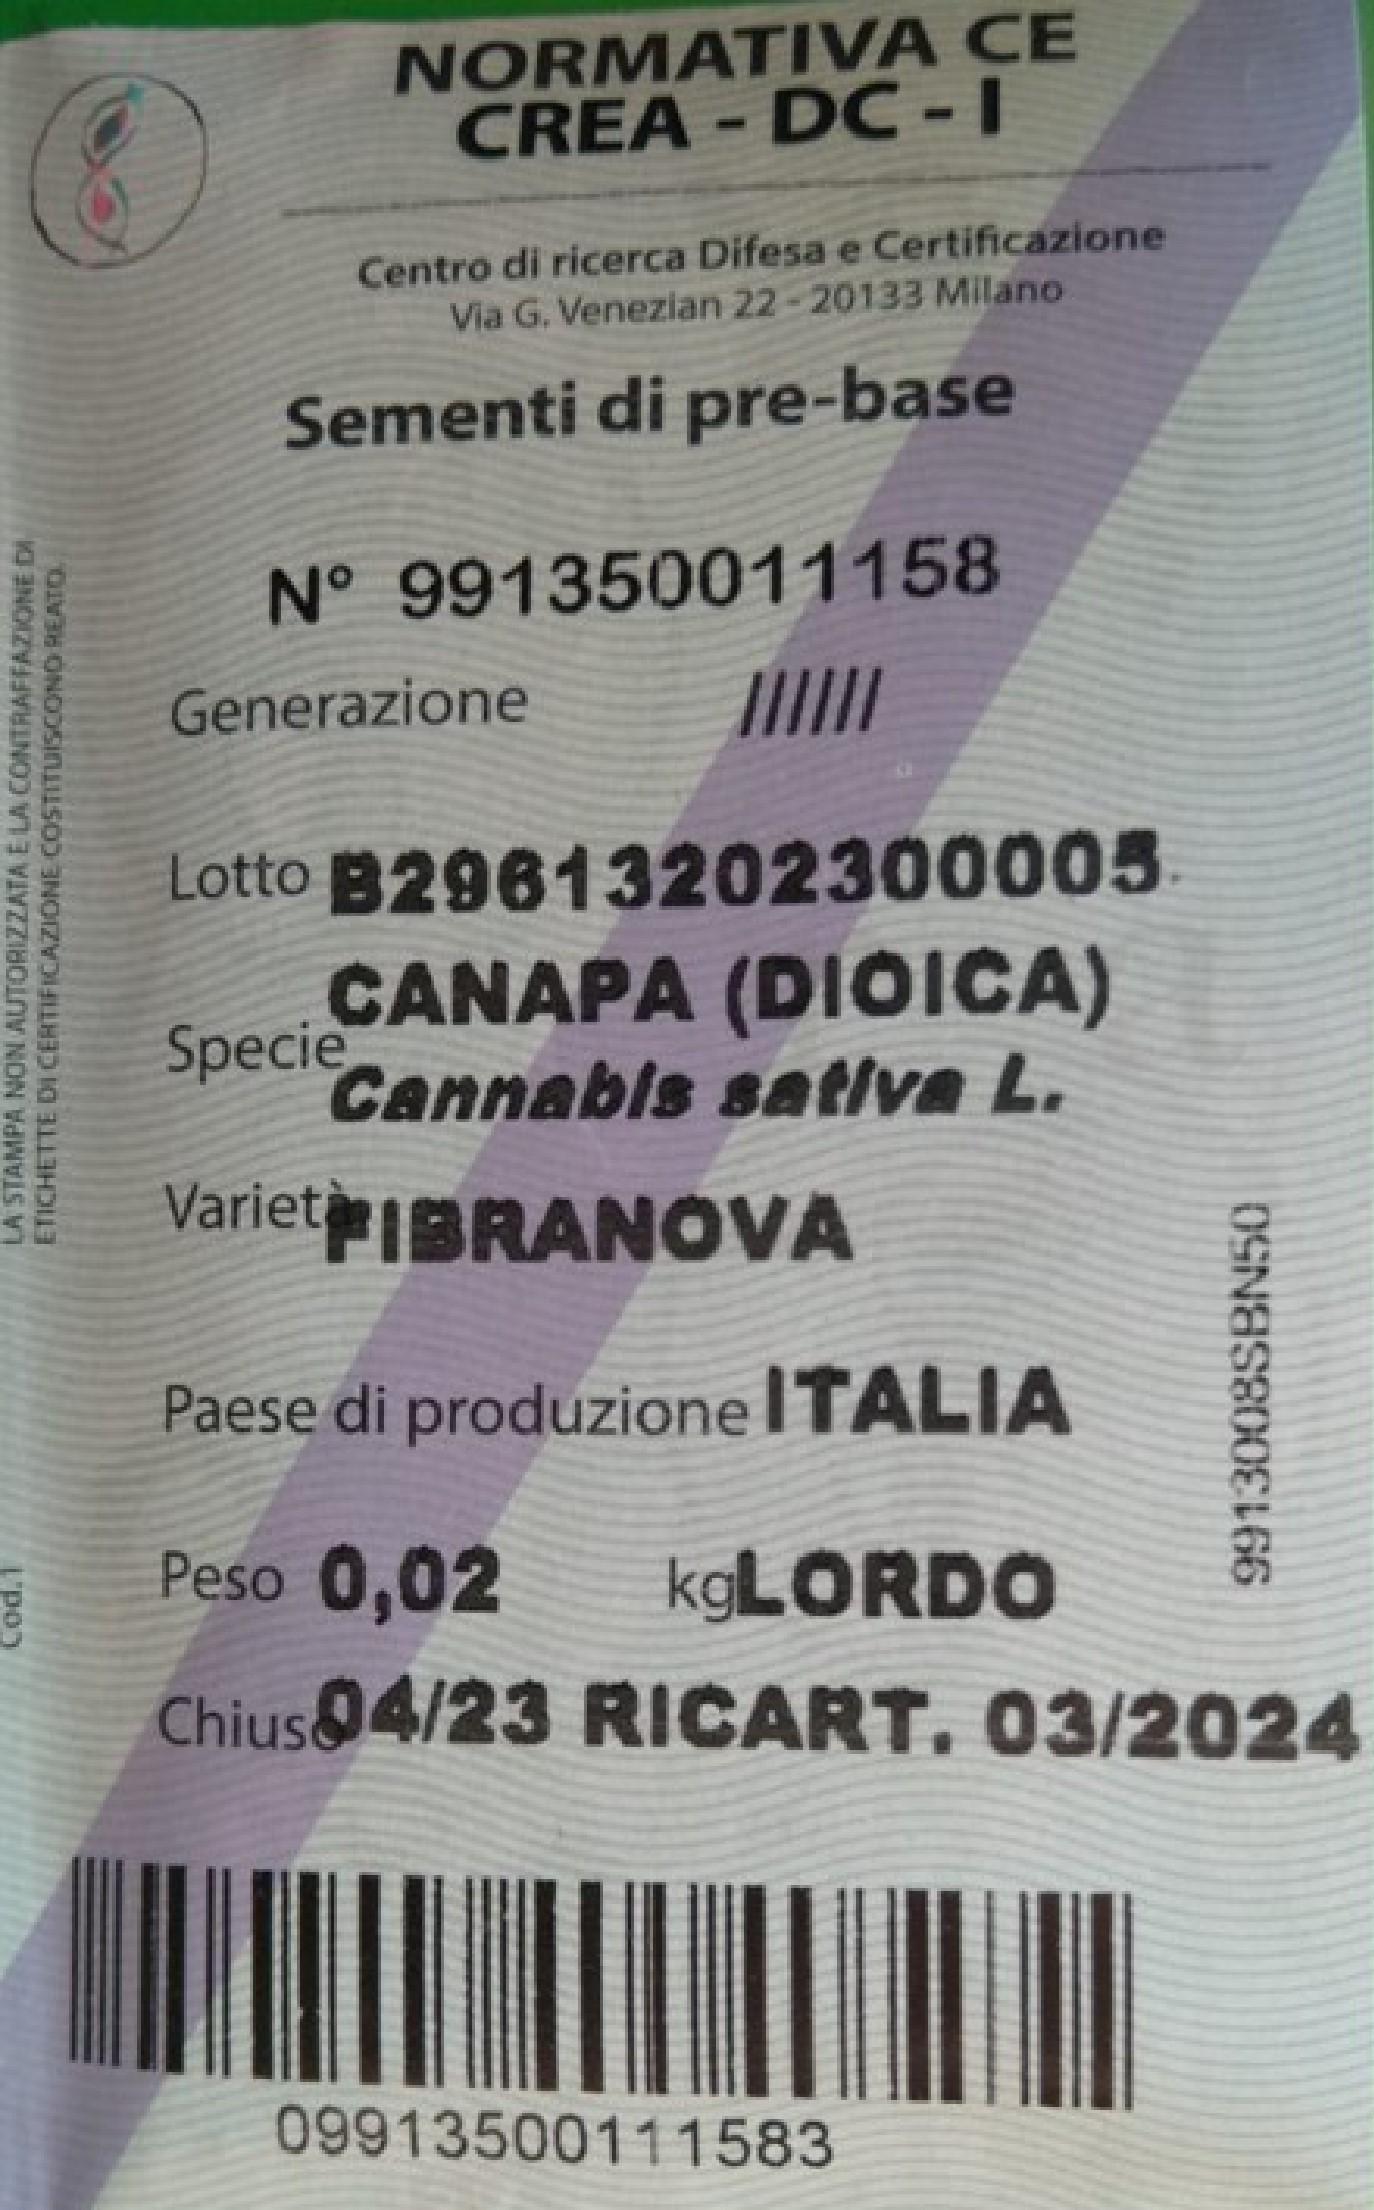 NORMATIVA CE
CREA - DC - I
Centro di ricerca Difesa e Certificazione
Via G. Venezian 22 - 20133 Milano
Sementi di pre-base
N° 991350011158
Generazione //////
Lotto B29613202300005
CANAPA (DIOICA)
Specie
Cannabis sativa L.
Varietà FIBRANOVA
Paese di produzione ITALIA
Peso 0,02 kg LORDO
Chiuso 04/23 RICART. 03/2024
09913500111583
LA STAMPA NON AUTORIZZATA E LA CONTRAFFAZIONE DI
ETICHETTE DI CERTIFICAZIONE COSTITUISCONO REATO.
Cod.1
9913008SBN50